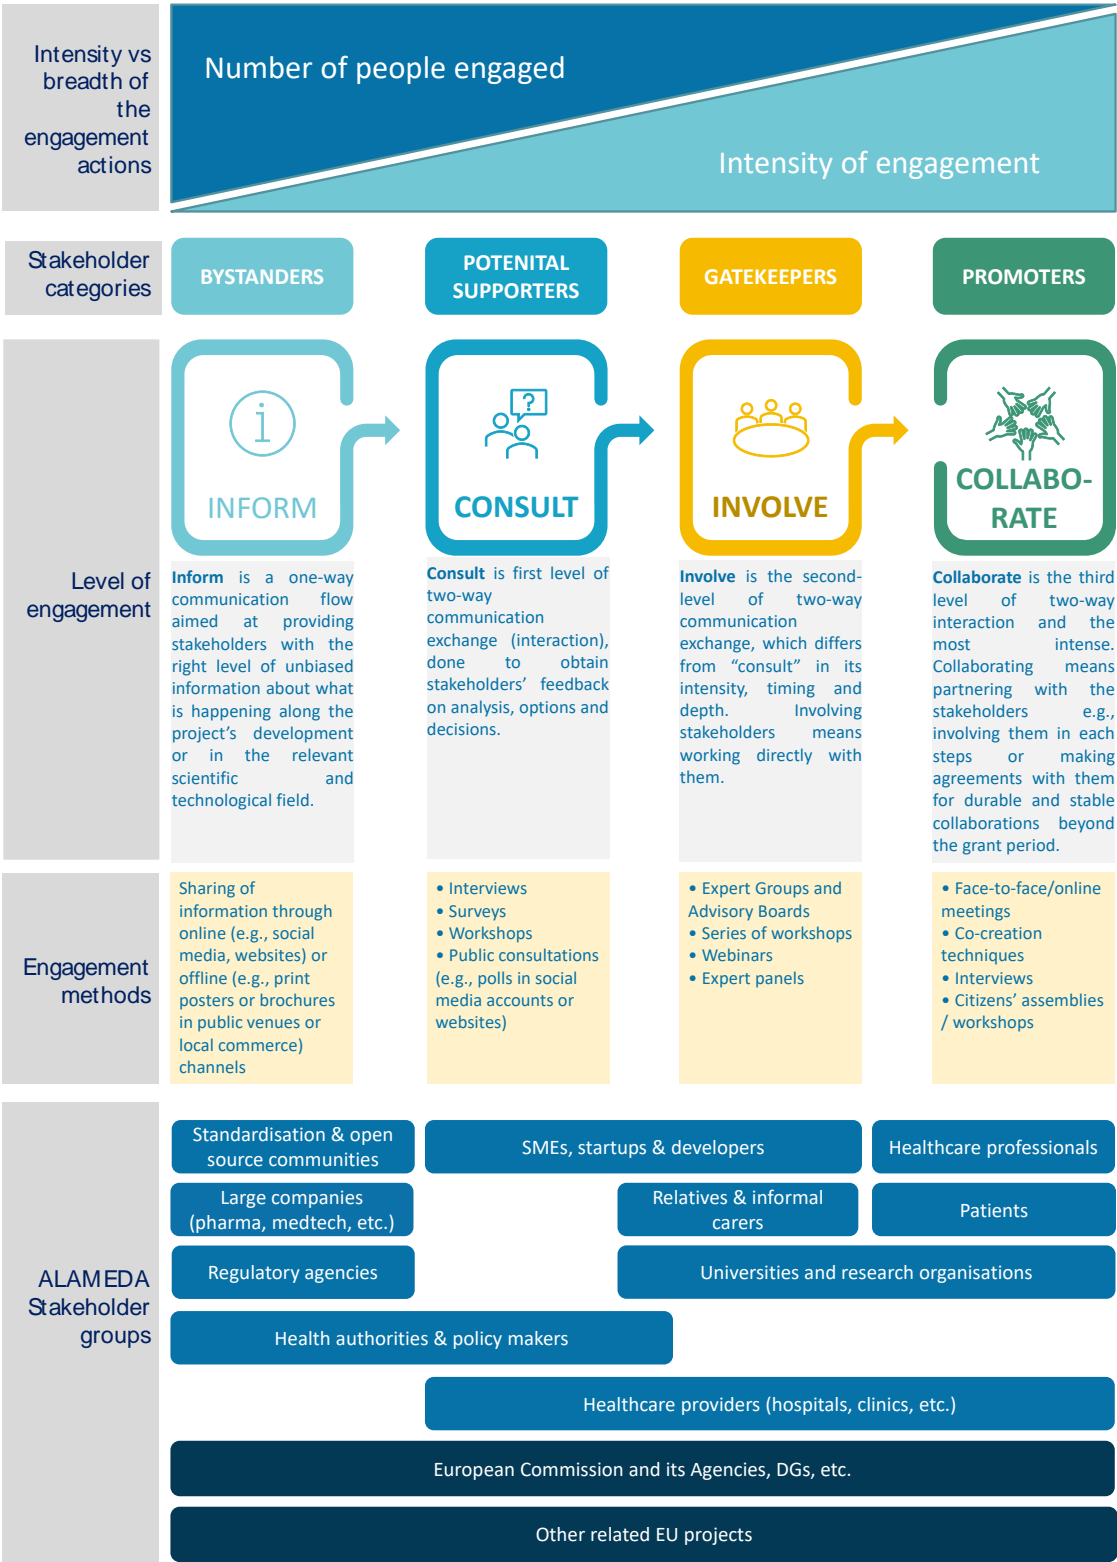 Intensity vs
breadth of
the
engagement
actions
Number of people engaged
Intensity of engagement
Stakeholder
categories
BYSTANDERS
POTENITAL
SUPPORTERS
GATEKEEPERS
PROMOTERS
Level of
engagement
i
INFORM
?
CONSULT
INVOLVE
COLLABO-
RATE
Inform is a one-way
communication flow
aimed at providing
stakeholders with the
right level of unbiased
information about what
is happening along the
project's development
or in the relevant
scientific and
technological field.
Consult is first level of
two-way
communication
exchange (interaction),
done to obtain
stakeholders' feedback
on analysis, options and
decisions.
Involve is the second-
level of two-way
communication
exchange, which differs
from “consult” in its
intensity, timing and
depth. Involving
stakeholders means
working directly with
them.
Collaborate is the third
level of two-way
interaction and the
most intense.
Collaborating means
partnering with the
stakeholders e.g.,
involving them in each
steps or making
agreements with them
for durable and stable
collaborations beyond
the grant period.
Engagement
methods
Sharing of
information through
online (e.g., social
media, websites) or
offline (e.g., print
posters or brochures
in public venues or
local commerce)
channels
• Interviews
• Surveys
• Workshops
• Public consultations
(e.g., polls in social
media accounts or
websites)
• Expert Groups and
Advisory Boards
• Series of workshops
• Webinars
• Expert panels
• Face-to-face/online
meetings
• Co-creation
techniques
• Interviews
• Citizens' assemblies
/ workshops
ALAMEDA
Stakeholder
groups
Standardisation & open
source communities
SMEs, startups & developers
Healthcare professionals
Large companies
(pharma, medtech, etc.)
Relatives & informal
carers
Patients
Regulatory agencies
Universities and research organisations
Health authorities & policy makers
Healthcare providers (hospitals, clinics, etc.)
European Commission and its Agencies, DGs, etc.
Other related EU projects